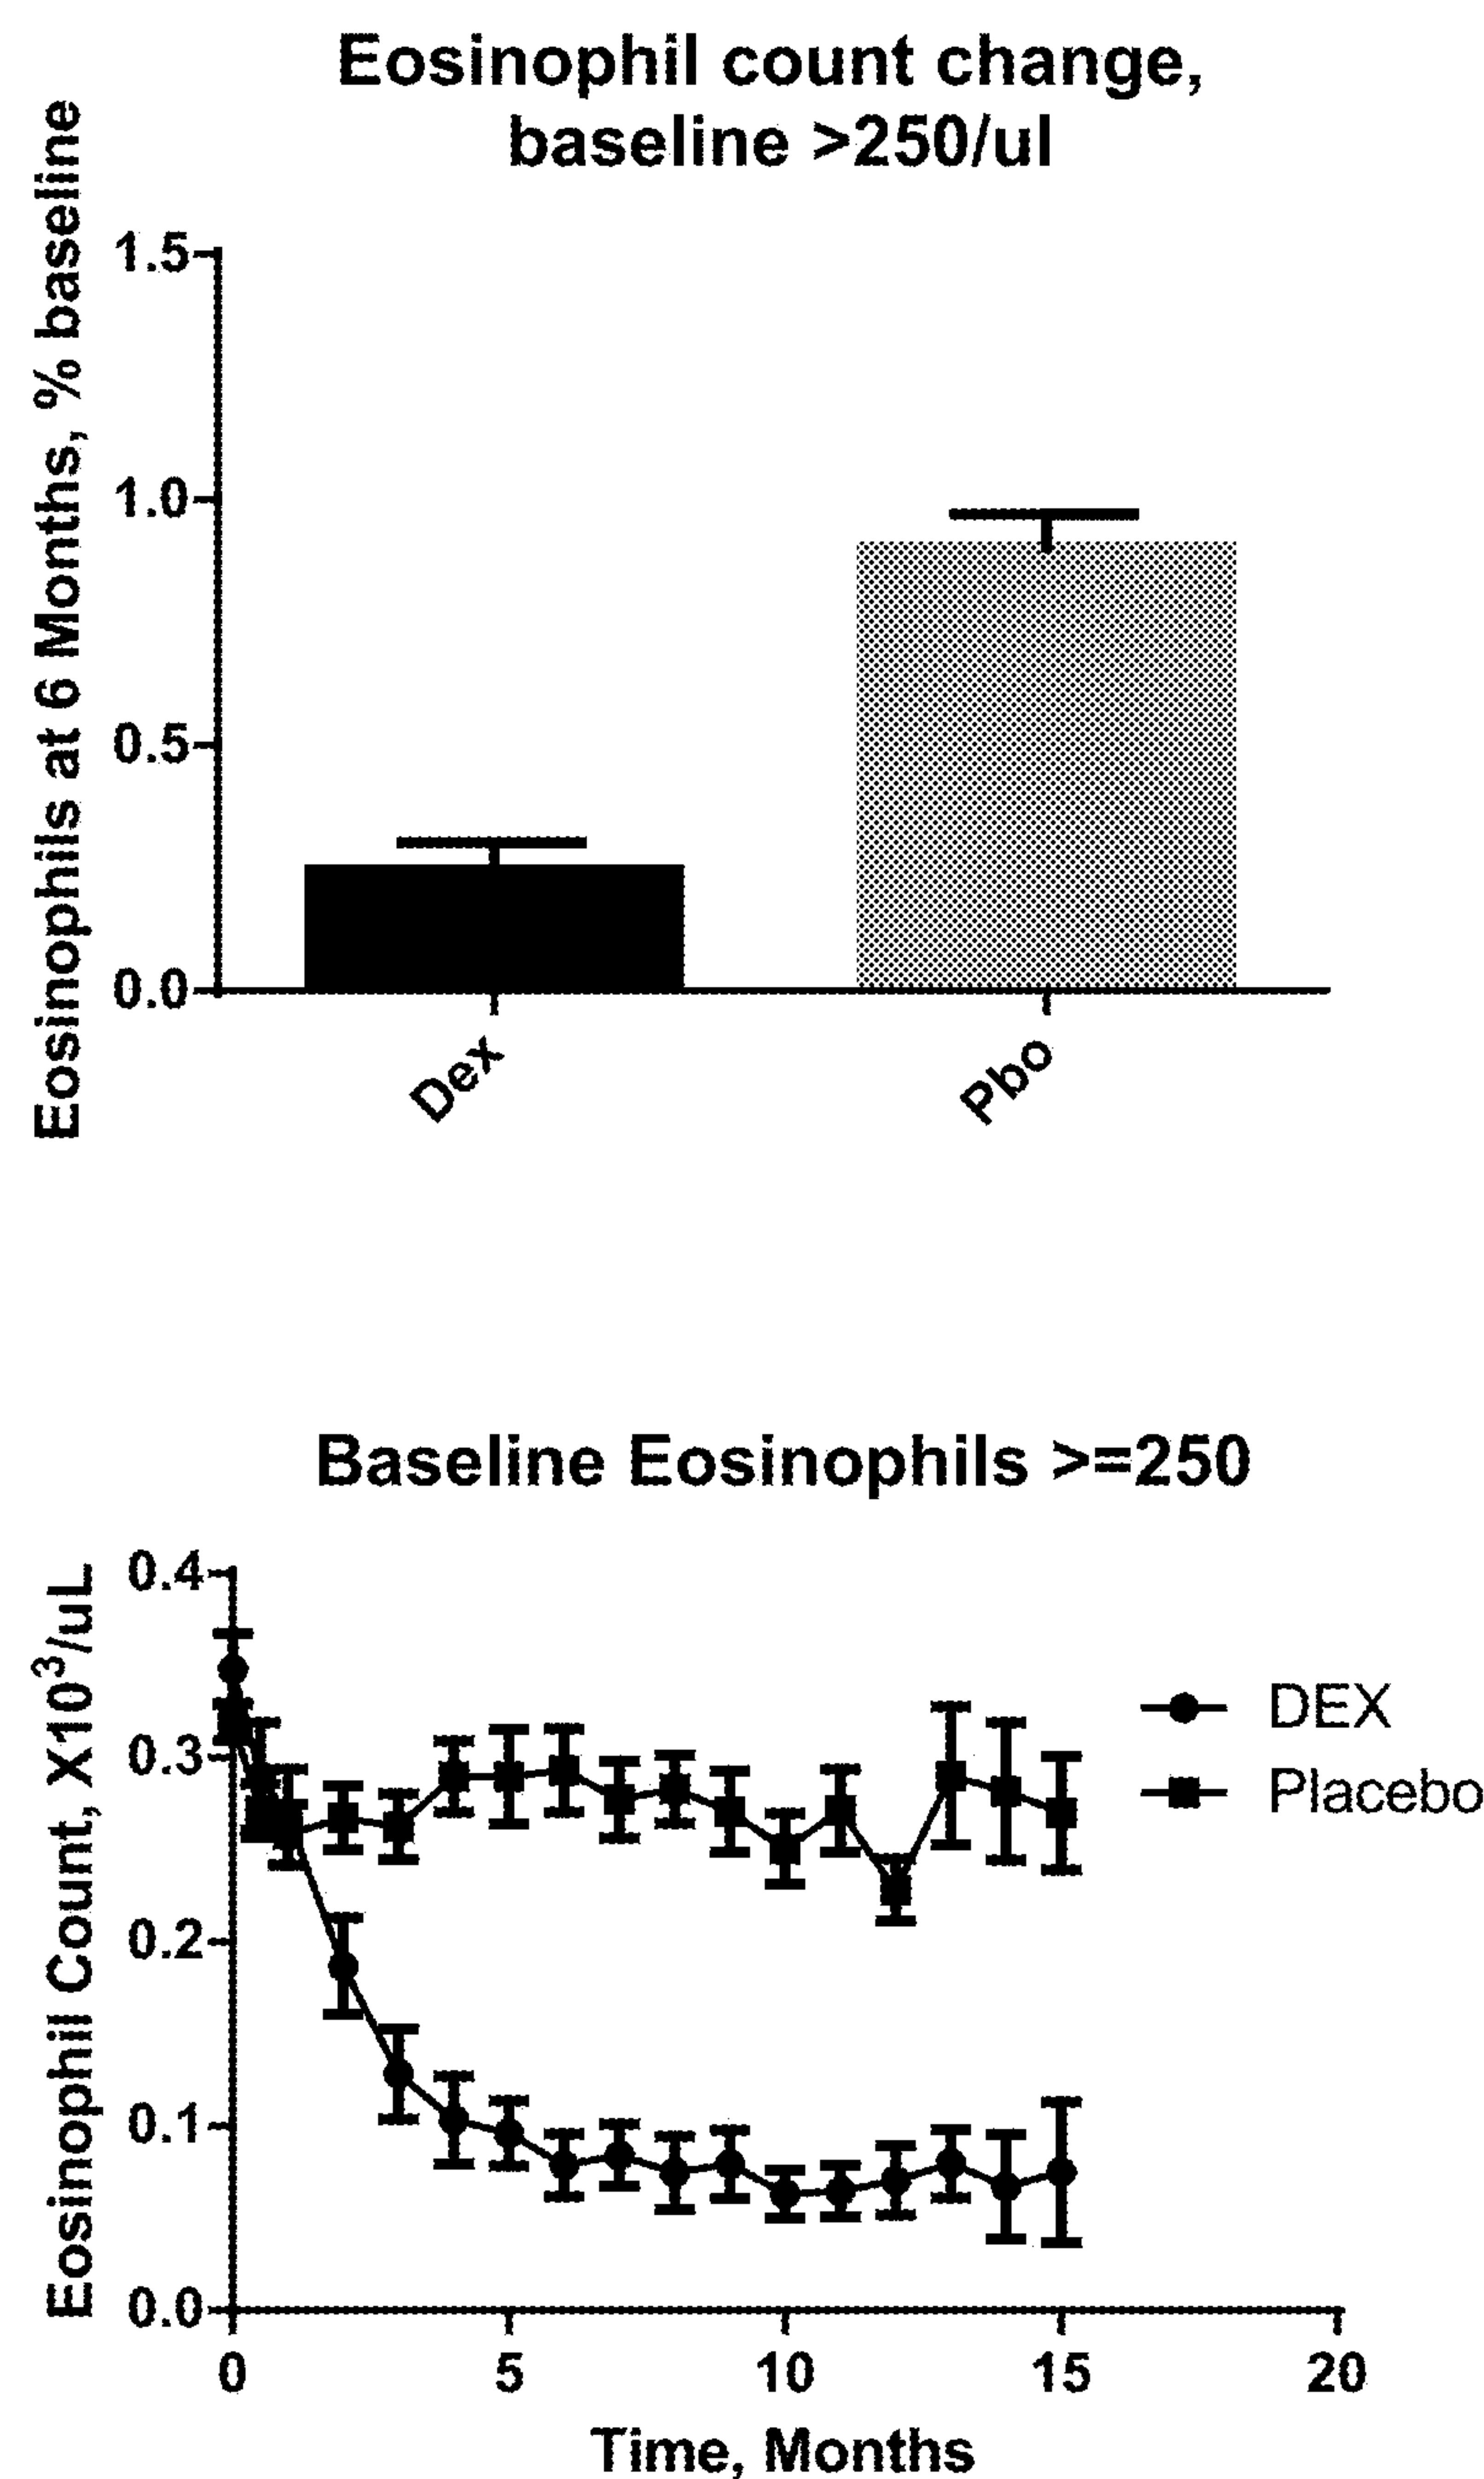 Eosinophil count change,
baseline >250/ul
Eosinophils at 6 Months, % baseline
1.5
1.0
0.5
0.0
Dex
Pbo
Baseline Eosinophils >=250
Eosinophil Count, X10³/uL
0.4
0.3
0.2
0.1
0.0
DEX
Placebo
0
5
10
15
20
Time, Months